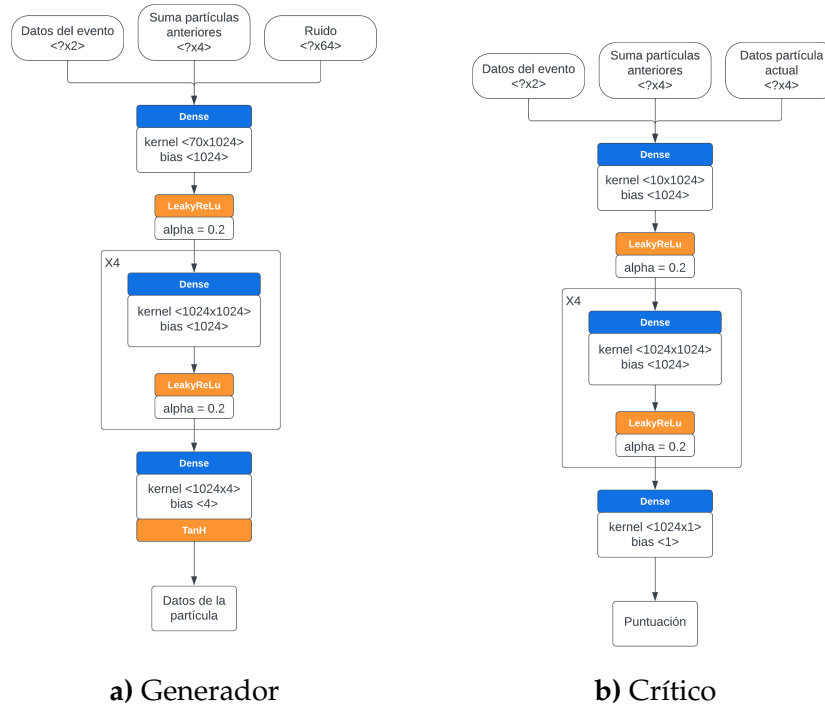 Datos del evento
<?x2>
Suma partículas
anteriores
<?x4>
Ruido
<?x64>
Dense
kernel <70x1024>
bias <1024>
LeakyReLu
alpha = 0.2
X4
Dense
kernel <1024x1024>
bias <1024>
LeakyReLu
alpha = 0.2
Dense
kernel <1024x4>
bias <4>
TanH
Datos de la
partícula
a) Generador
Datos del evento
<?x2>
Suma partículas
anteriores
<?x4>
Datos partícula
actual
<?x4>
Dense
kernel <10x1024>
bias <1024>
LeakyReLu
alpha = 0.2
X4
Dense
kernel <1024x1024>
bias <1024>
LeakyReLu
alpha = 0.2
Dense
kernel <1024x1>
bias <1>
Puntuación
b) Crítico